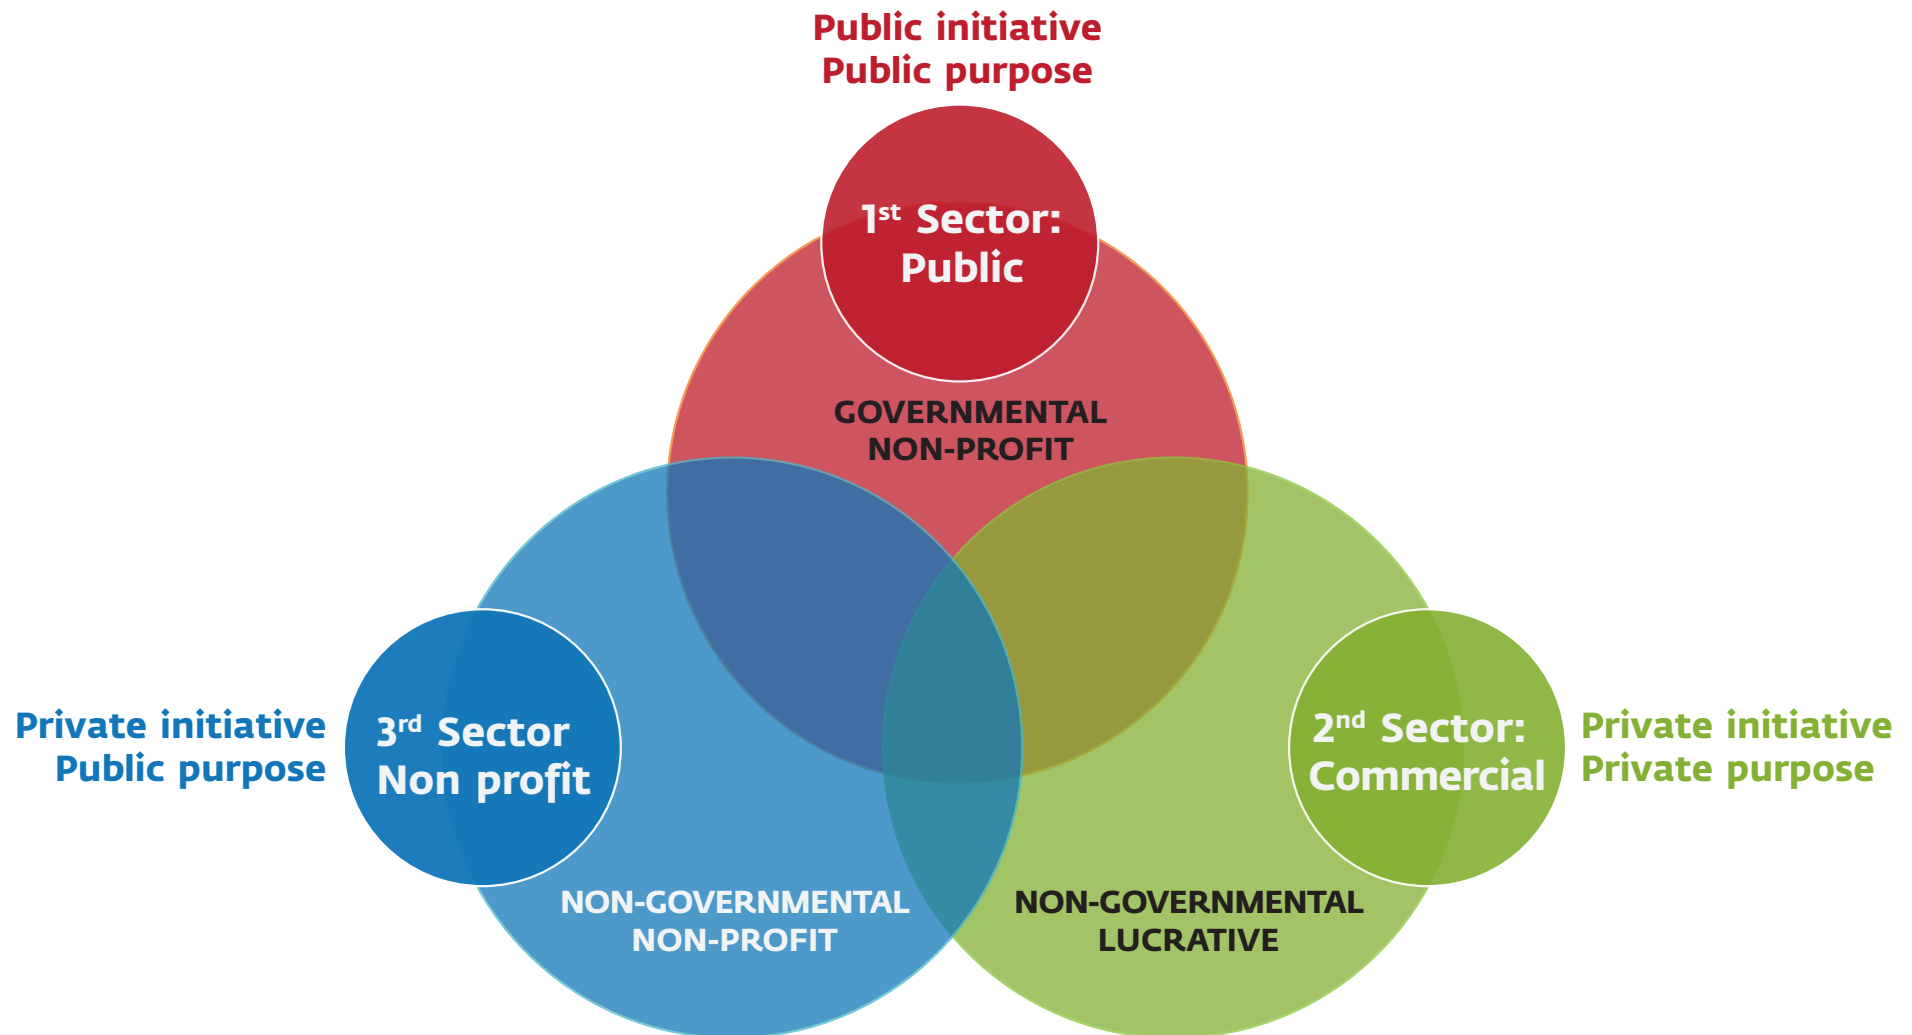 Public initiative
Public purpose
1st Sector:
Public
GOVERNMENTAL
NON-PROFIT
Private initiative
Public purpose
3rd Sector
Non profit
2nd Sector:
Commercial
Private initiative
Private purpose
NON-GOVERNMENTAL
NON-PROFIT
NON-GOVERNMENTAL
LUCRATIVE